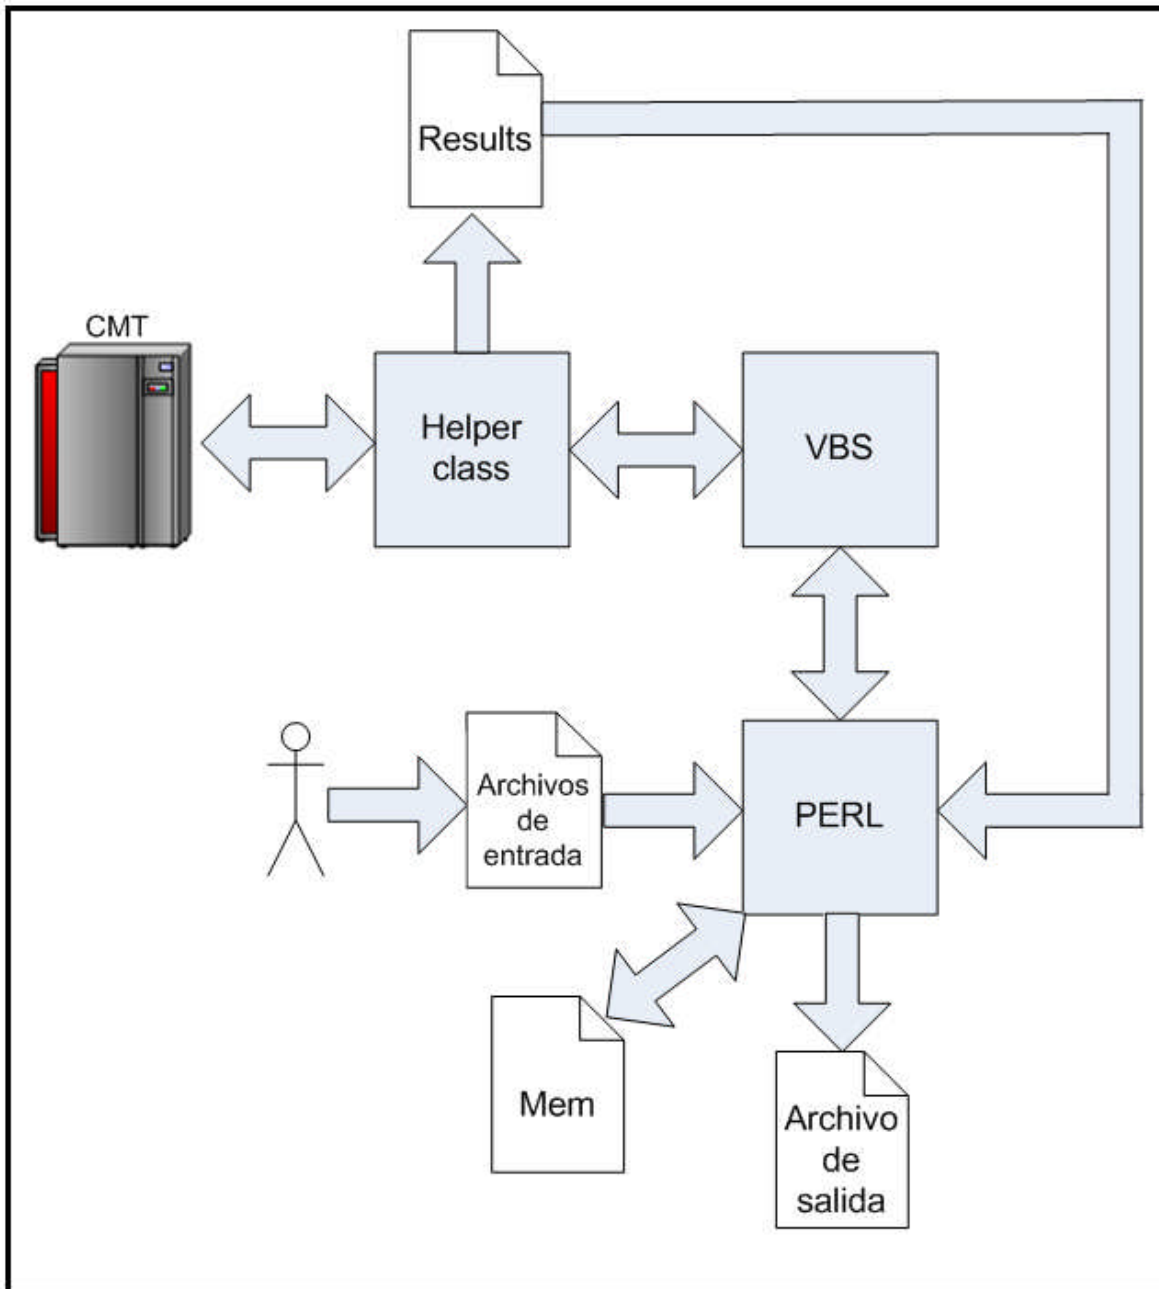 Results
CMT
Helper
class
VBS
Archivos
de
entrada
PERL
Mem
Archivo
de
salida